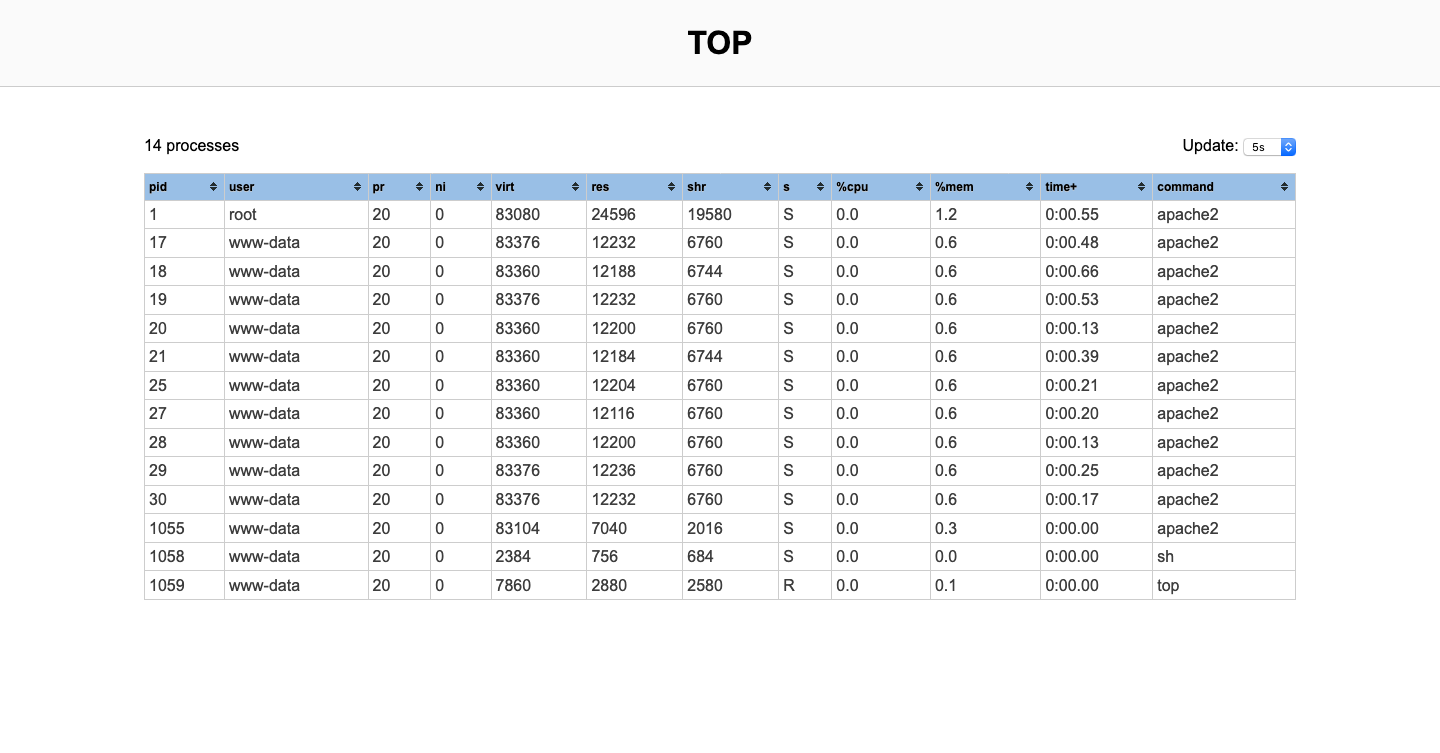 TOP
14 processes Update: 5s
pid user pr ni virt res shr s %cpu %mem time+ command
1 root 20 0 83080 24596 19580 S 0.0 1.2 0:00.55 apache2
17 www-data 20 0 83376 12232 6760 S 0.0 0.6 0:00.48 apache2
18 www-data 20 0 83360 12188 6744 S 0.0 0.6 0:00.66 apache2
19 www-data 20 0 83376 12232 6760 S 0.0 0.6 0:00.53 apache2
20 www-data 20 0 83360 12200 6760 S 0.0 0.6 0:00.13 apache2
21 www-data 20 0 83360 12184 6744 S 0.0 0.6 0:00.39 apache2
25 www-data 20 0 83360 12204 6760 S 0.0 0.6 0:00.21 apache2
27 www-data 20 0 83360 12116 6760 S 0.0 0.6 0:00.20 apache2
28 www-data 20 0 83360 12200 6760 S 0.0 0.6 0:00.13 apache2
29 www-data 20 0 83376 12236 6760 S 0.0 0.6 0:00.25 apache2
30 www-data 20 0 83376 12232 6760 S 0.0 0.6 0:00.17 apache2
1055 www-data 20 0 83104 7040 2016 S 0.0 0.3 0:00.00 apache2
1058 www-data 20 0 2384 756 684 S 0.0 0.0 0:00.00 sh
1059 www-data 20 0 7860 2880 2580 R 0.0 0.1 0:00.00 top